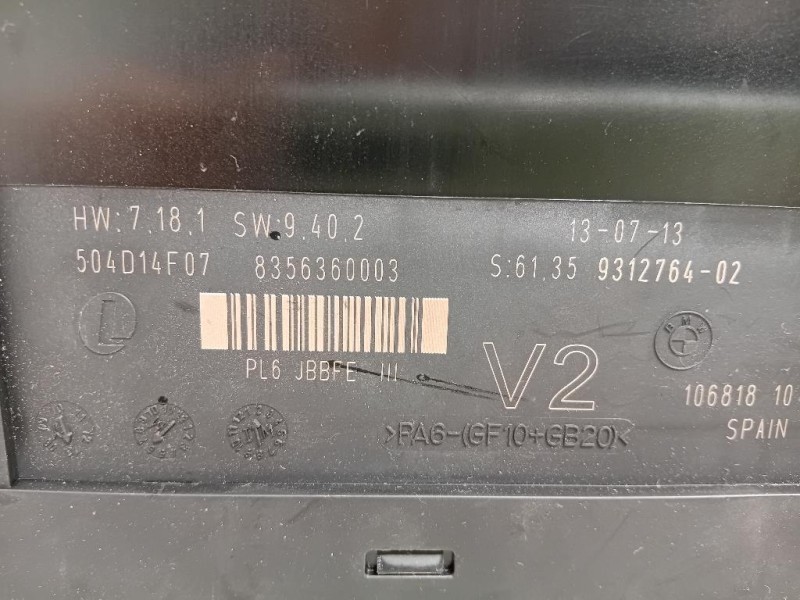 HW:7.18.1 SW:9.40.2 13-07-13
504D14F07 8356360003 S:61.35 9312764-02
L BMW
PL6 JBBFE III V2
106818 10
>PA6-(GF10+GB20)<
SPAIN